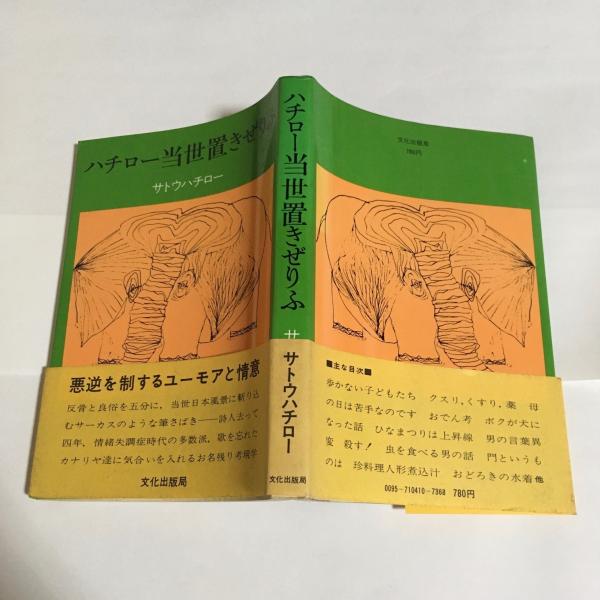 ハチロー当世置きぜりふ
サトウハチロー
悪逆を制するユーモアと情意
反骨と良俗を五分に，当世日本風景に斬り込
むサーカスのような筆さばき――詩人去って
四年，情緒失調症時代の多数派，歌を忘れた
カナリヤ達に気合いを入れるお名残り考現学
文化出版局
ハチロー当世置きぜりふ
サ
サトウハチロー
文化出版局
文化出版局
780円
■主な目次■
歩かない子どもたち　クスリ，くすり，薬　母
の日は苦手なのです　おでん考　ボクが犬に
なった話　ひなまつりは上昇線　男の言葉異
変　殺す！　虫を食べる男の話　門というも
のは　珍料理人形煮込汁　おどろきの水着他
0095-710410-7368　780円